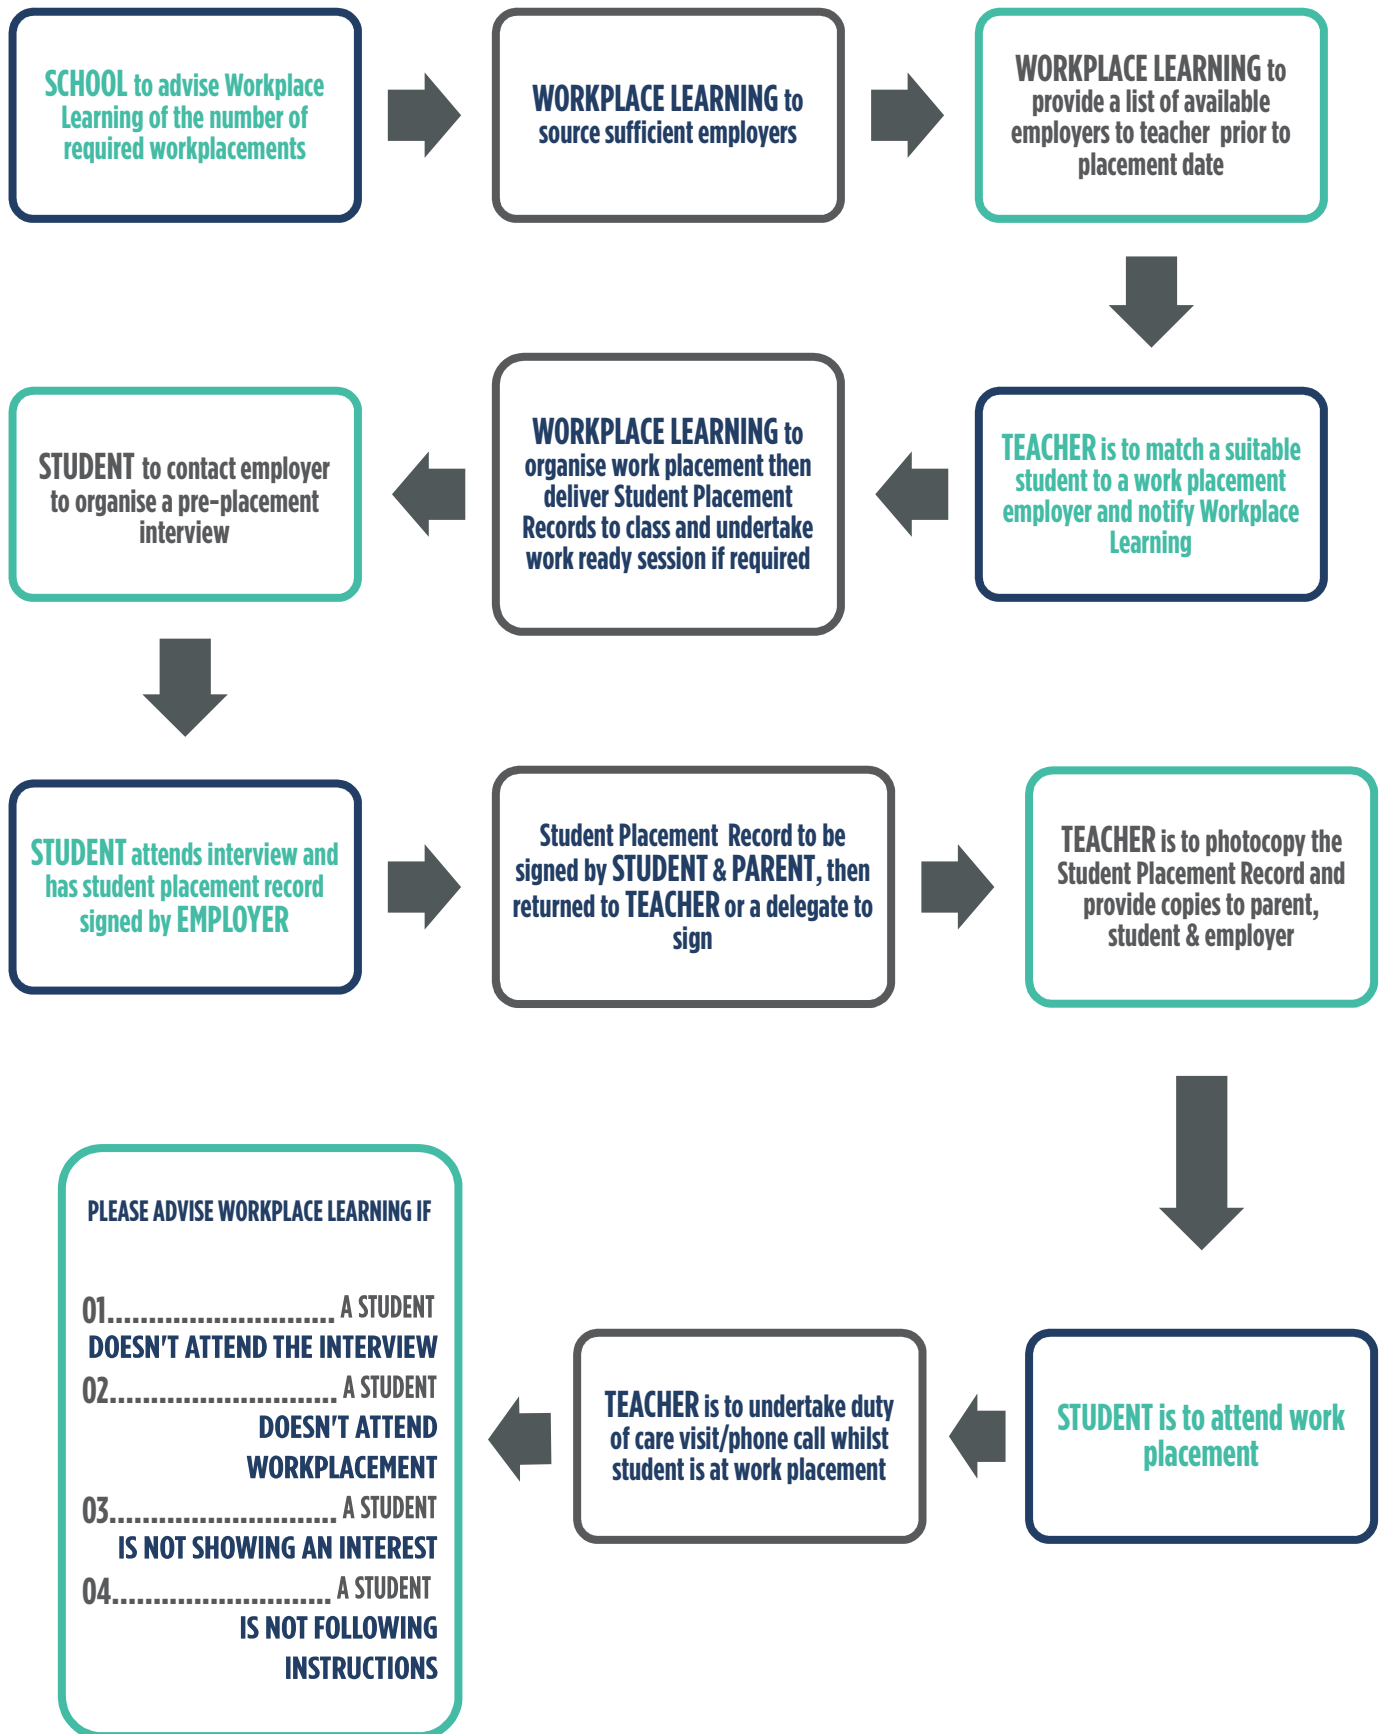 SCHOOL to advise Workplace
Learning of the number of
required workplacements
WORKPLACE LEARNING to
source sufficient employers
WORKPLACE LEARNING to
provide a list of available
employers to teacher prior to
placement date
TEACHER is to match a suitable
student to a work placement
employer and notify Workplace
Learning
WORKPLACE LEARNING to
organise work placement then
deliver Student Placement
Records to class and undertake
work ready session if required
STUDENT to contact employer
to organise a pre-placement
interview
STUDENT attends interview and
has student placement record
signed by EMPLOYER
Student Placement Record to be
signed by STUDENT & PARENT, then
returned to TEACHER or a delegate to
sign
TEACHER is to photocopy the
Student Placement Record and
provide copies to parent,
student & employer
STUDENT is to attend work
placement
TEACHER is to undertake duty
of care visit/phone call whilst
student is at work placement
PLEASE ADVISE WORKPLACE LEARNING IF
01............................ A STUDENT
DOESN'T ATTEND THE INTERVIEW
02............................ A STUDENT
DOESN'T ATTEND
WORKPLACEMENT
03............................ A STUDENT
IS NOT SHOWING AN INTEREST
04........................... A STUDENT
IS NOT FOLLOWING
INSTRUCTIONS